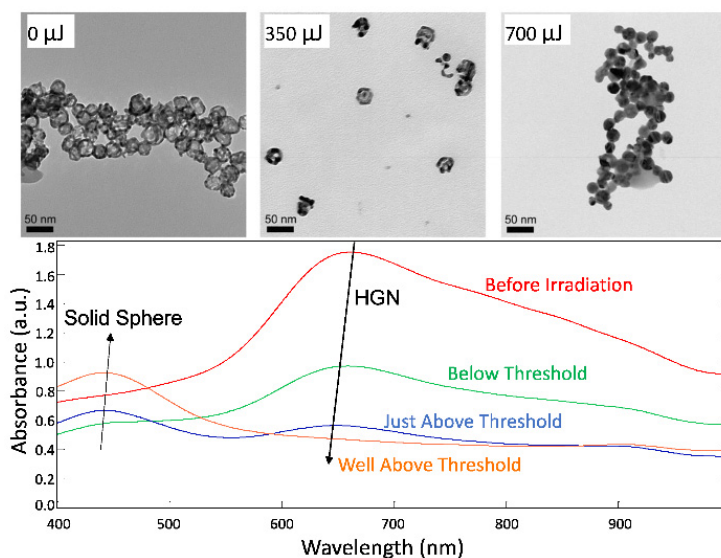 0 µJ
350 µJ
700 µJ
50 nm
50 nm
50 nm
Absorbance (a.u.)
1.8
1.6
1.4
1.2
1.0
0.8
0.6
0.4
0.2
0.0
Solid Sphere
HGN
Before Irradiation
Below Threshold
Just Above Threshold
Well Above Threshold
400
500
600
700
800
900
Wavelength (nm)